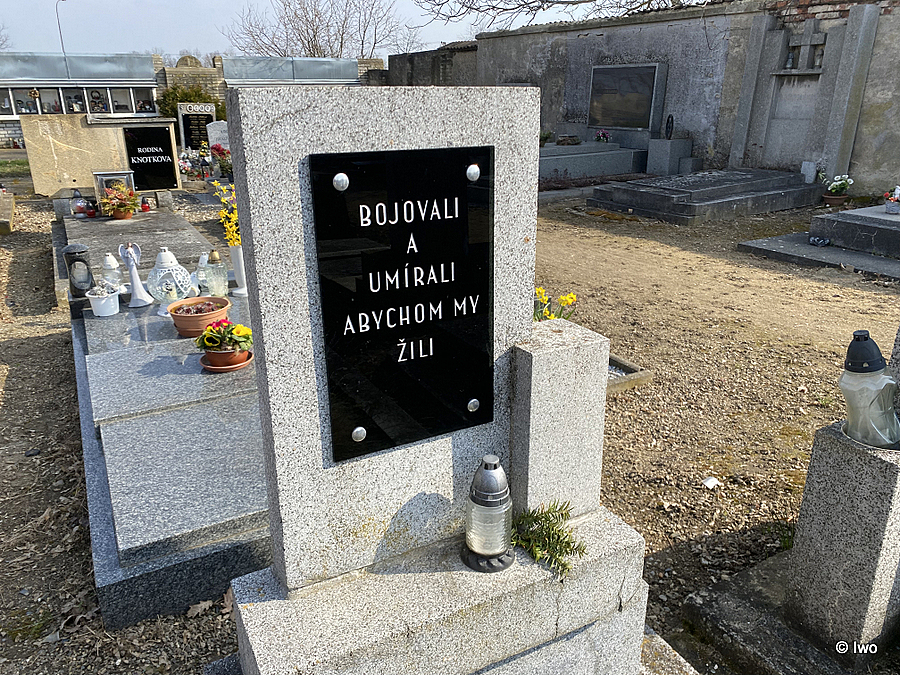 BOJOVALI
A
UMÍRALI
ABYCHOM MY
ŽILI
RODINA
KNOTKOVA
© Iwo